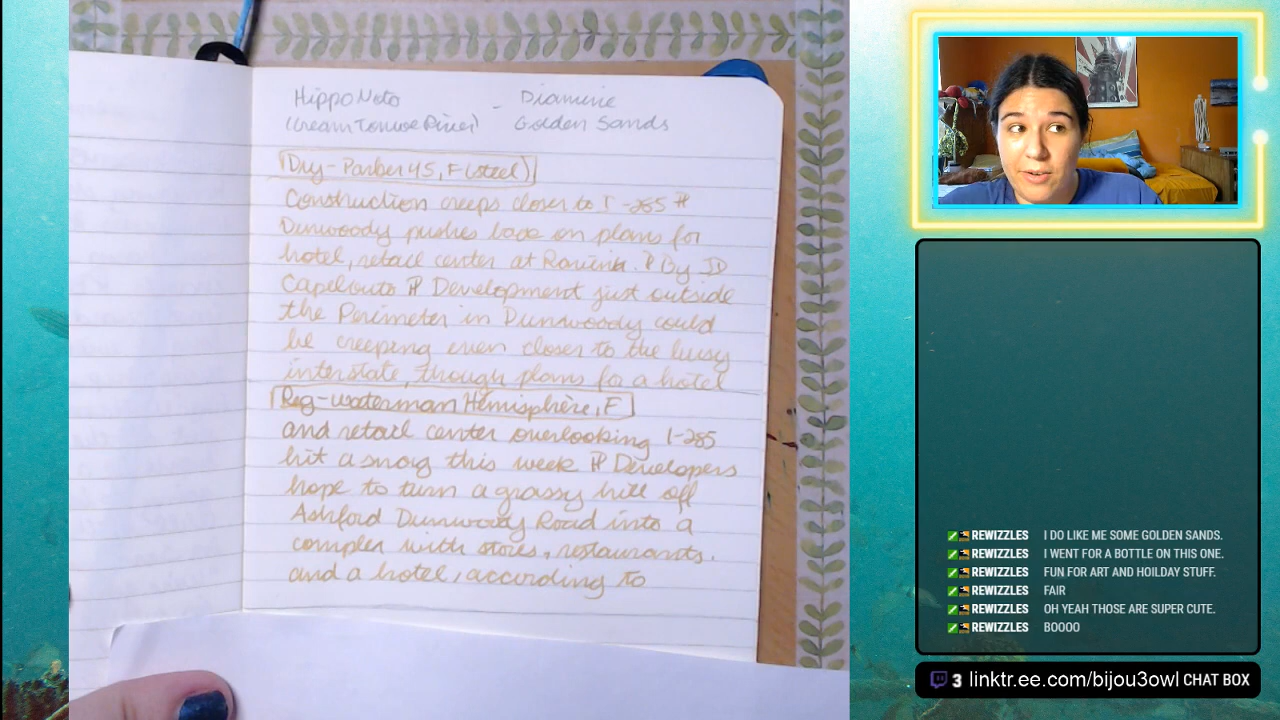 HippoNoto - Diamine
(Cream Tomoe River) Golden Sands
Dry-Parker 45, F (steel)
Construction creeps closer to I-285 #
Dunwoody pushes back on plans for
hotel, retail center at Ravinia. # By JD
Capelouto # Development just outside
the Perimeter in Dunwoody could
be creeping even closer to the busy
interstate, though plans for a hotel
Reg-Waterman Hémisphère, F
and retail center overlooking I-285
hit a snag this week # Developers
hope to turn a grassy hill off
Ashford Dunwoody Road into a
complex with stores, restaurants.
and a hotel, according to
REWIZZLES I DO LIKE ME SOME GOLDEN SANDS.
REWIZZLES I WENT FOR A BOTTLE ON THIS ONE.
REWIZZLES FUN FOR ART AND HOILDAY STUFF.
REWIZZLES FAIR
REWIZZLES OH YEAH THOSE ARE SUPER CUTE.
REWIZZLES BOOOO
3 linktr.ee.com/bijou3owl CHAT BOX